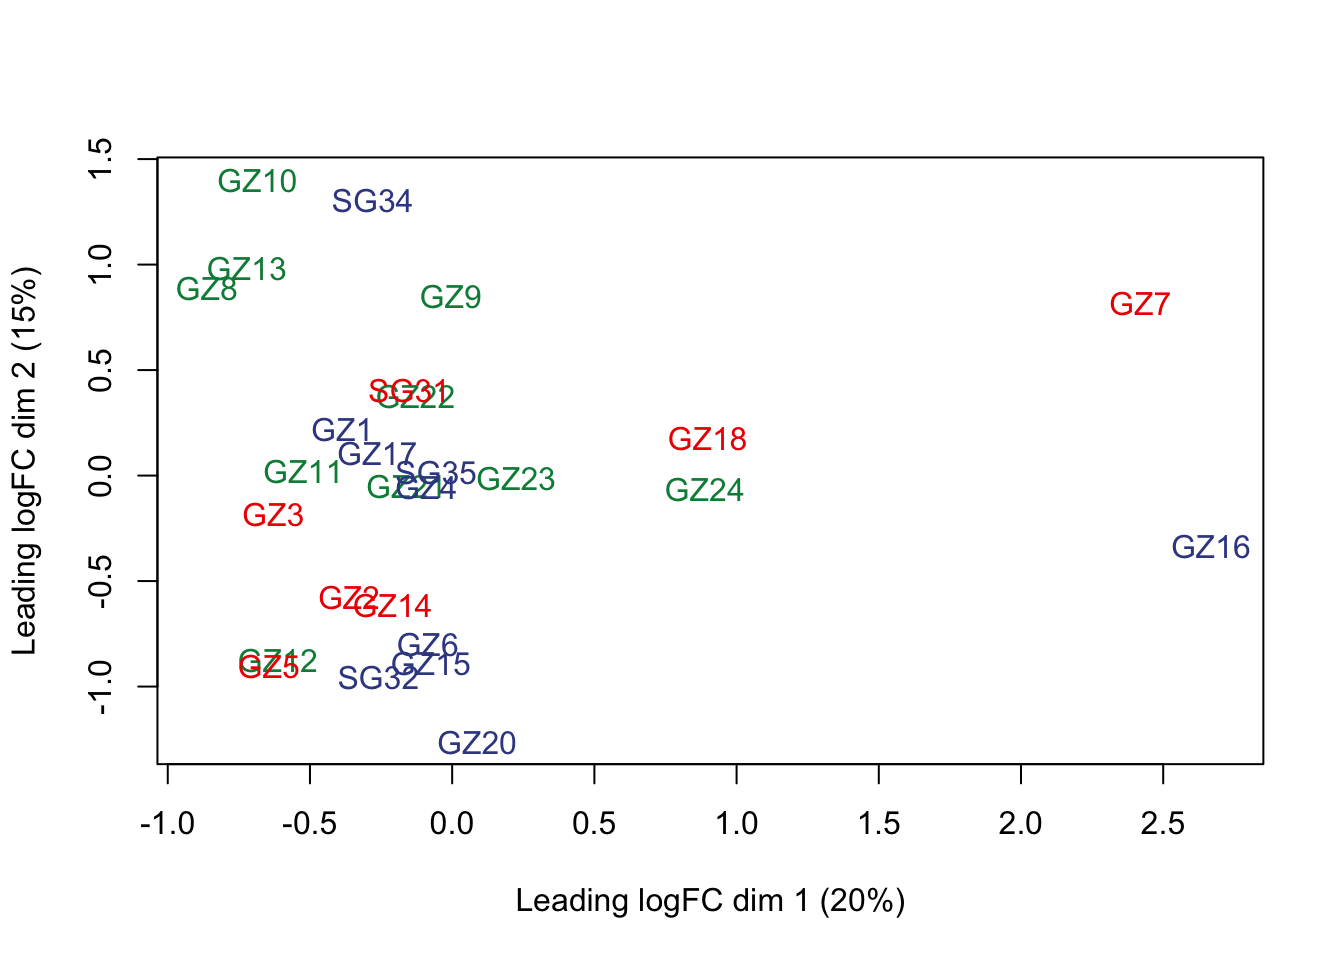 1.5
GZ10
SG34
1.0
GZ13
GZ8
GZ9
GZ7
0.5
SG31
GZ22
GZ1
GZ18
GZ17
SG35
0.0
GZ11
GZ23
GZ21
GZ4
GZ24
GZ3
GZ16
-0.5
GZ2
GZ14
GZ6
GZ12
GZ5
GZ15
SG32
-1.0
GZ20
Leading logFC dim 2 (15%)
-1.0 -0.5 0.0 0.5 1.0 1.5 2.0 2.5
Leading logFC dim 1 (20%)